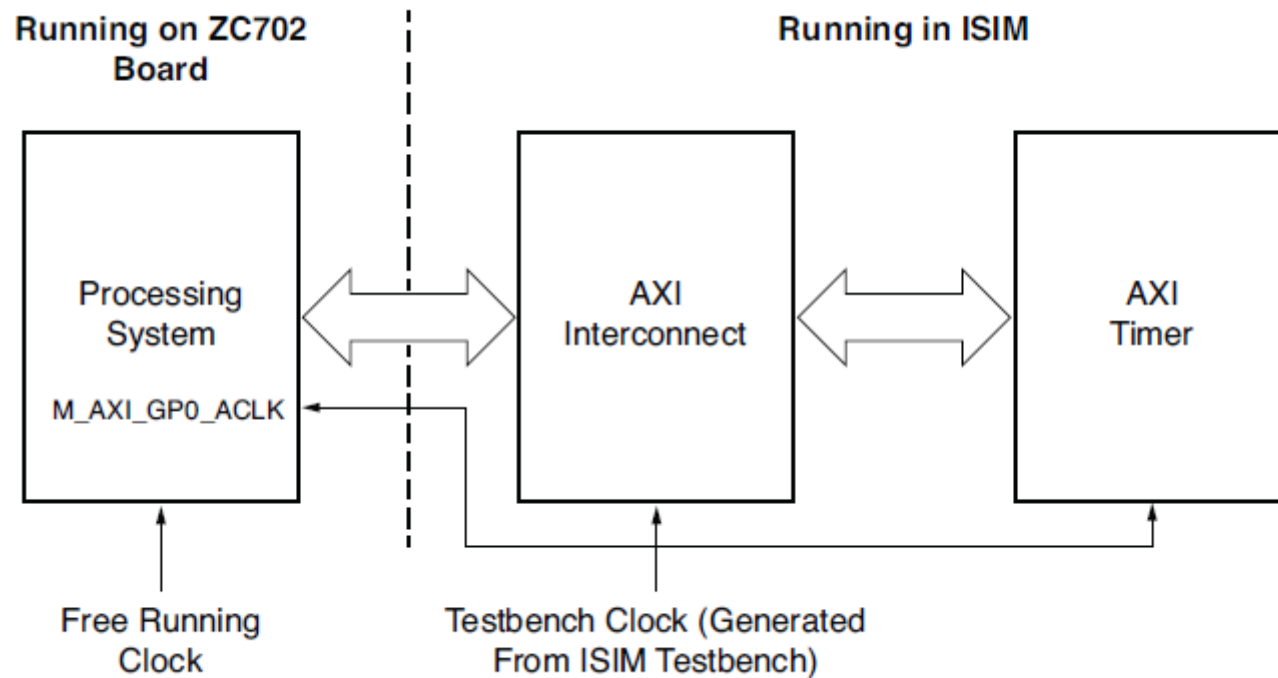 Running on ZC702
Board
Running in ISIM
Processing
System
M_AXI_GP0_ACLK
AXI
Interconnect
AXI
Timer
Free Running
Clock
Testbench Clock (Generated
From ISIM Testbench)